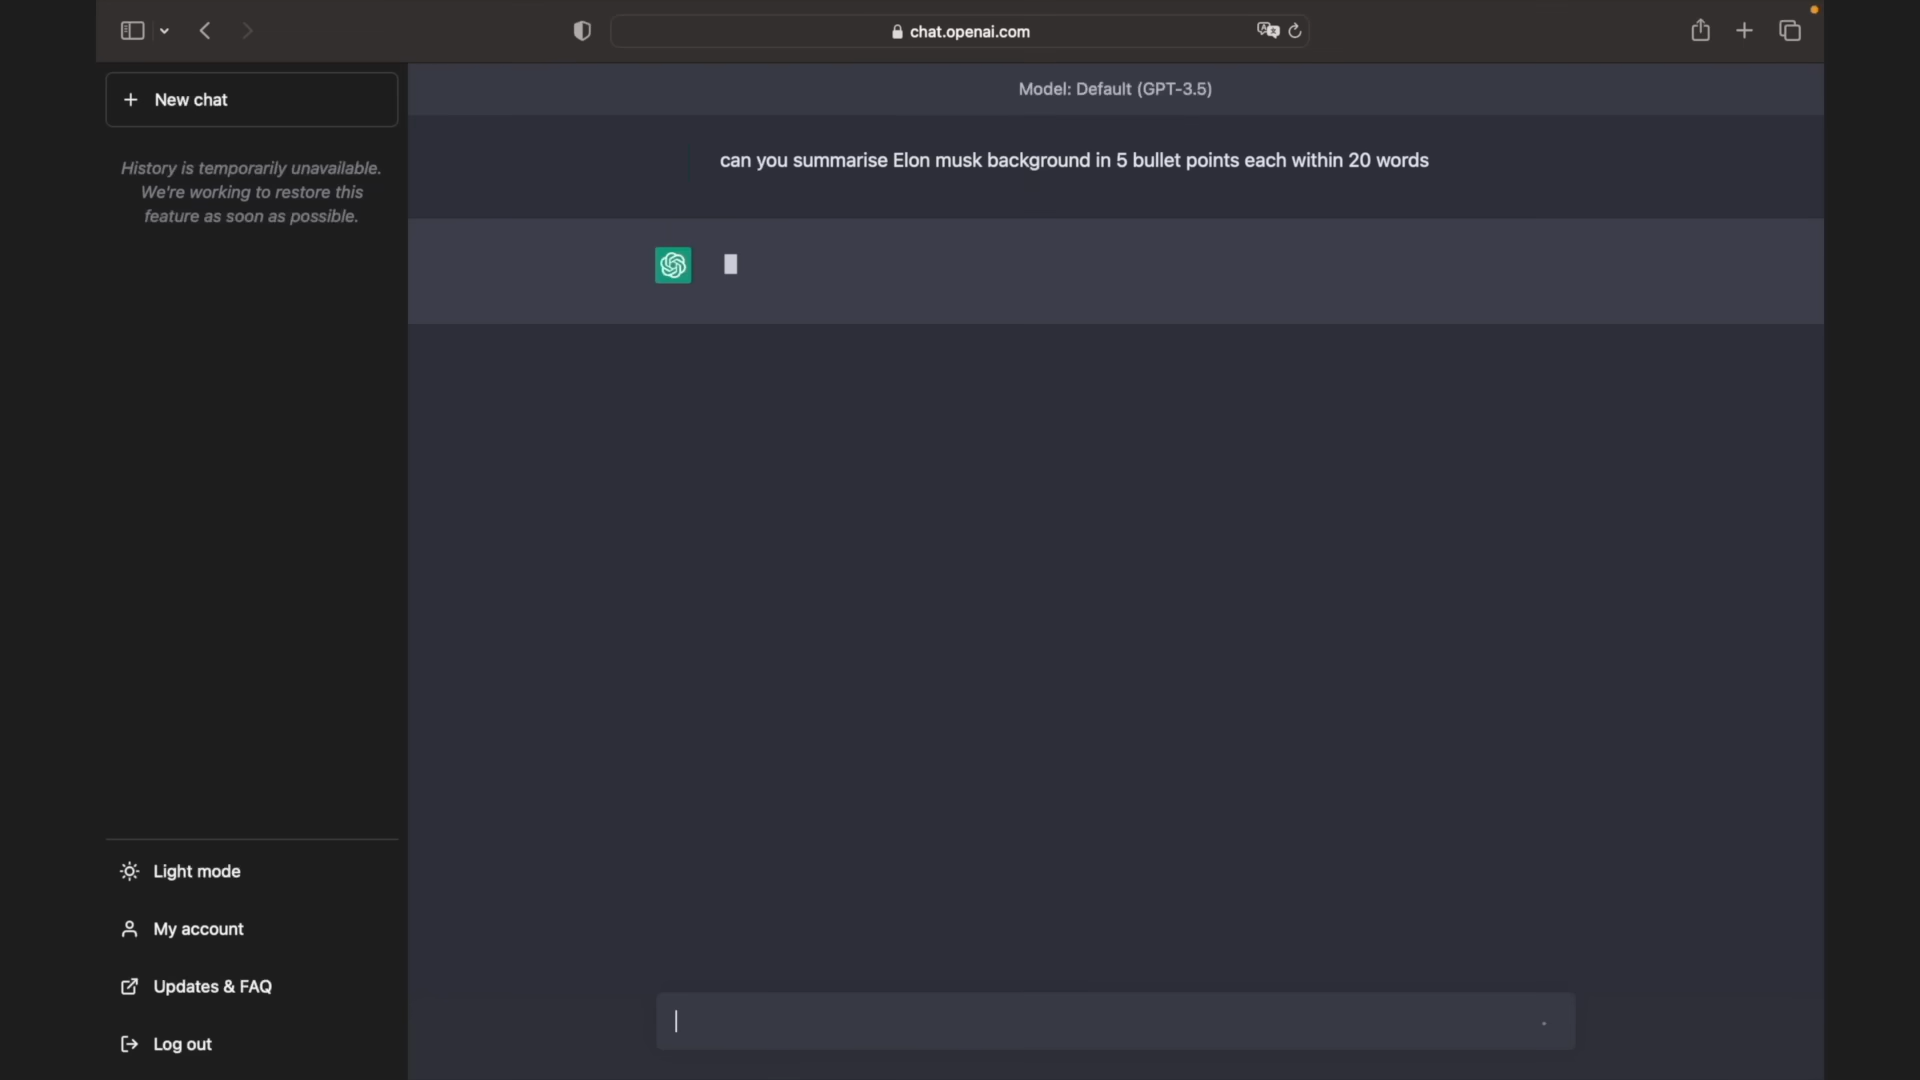 chat.openai.com
New chat
History is temporarily unavailable.
We're working to restore this
feature as soon as possible.
Model: Default (GPT-3.5)
can you summarise Elon musk background in 5 bullet points each within 20 words
Light mode
My account
Updates & FAQ
Log out